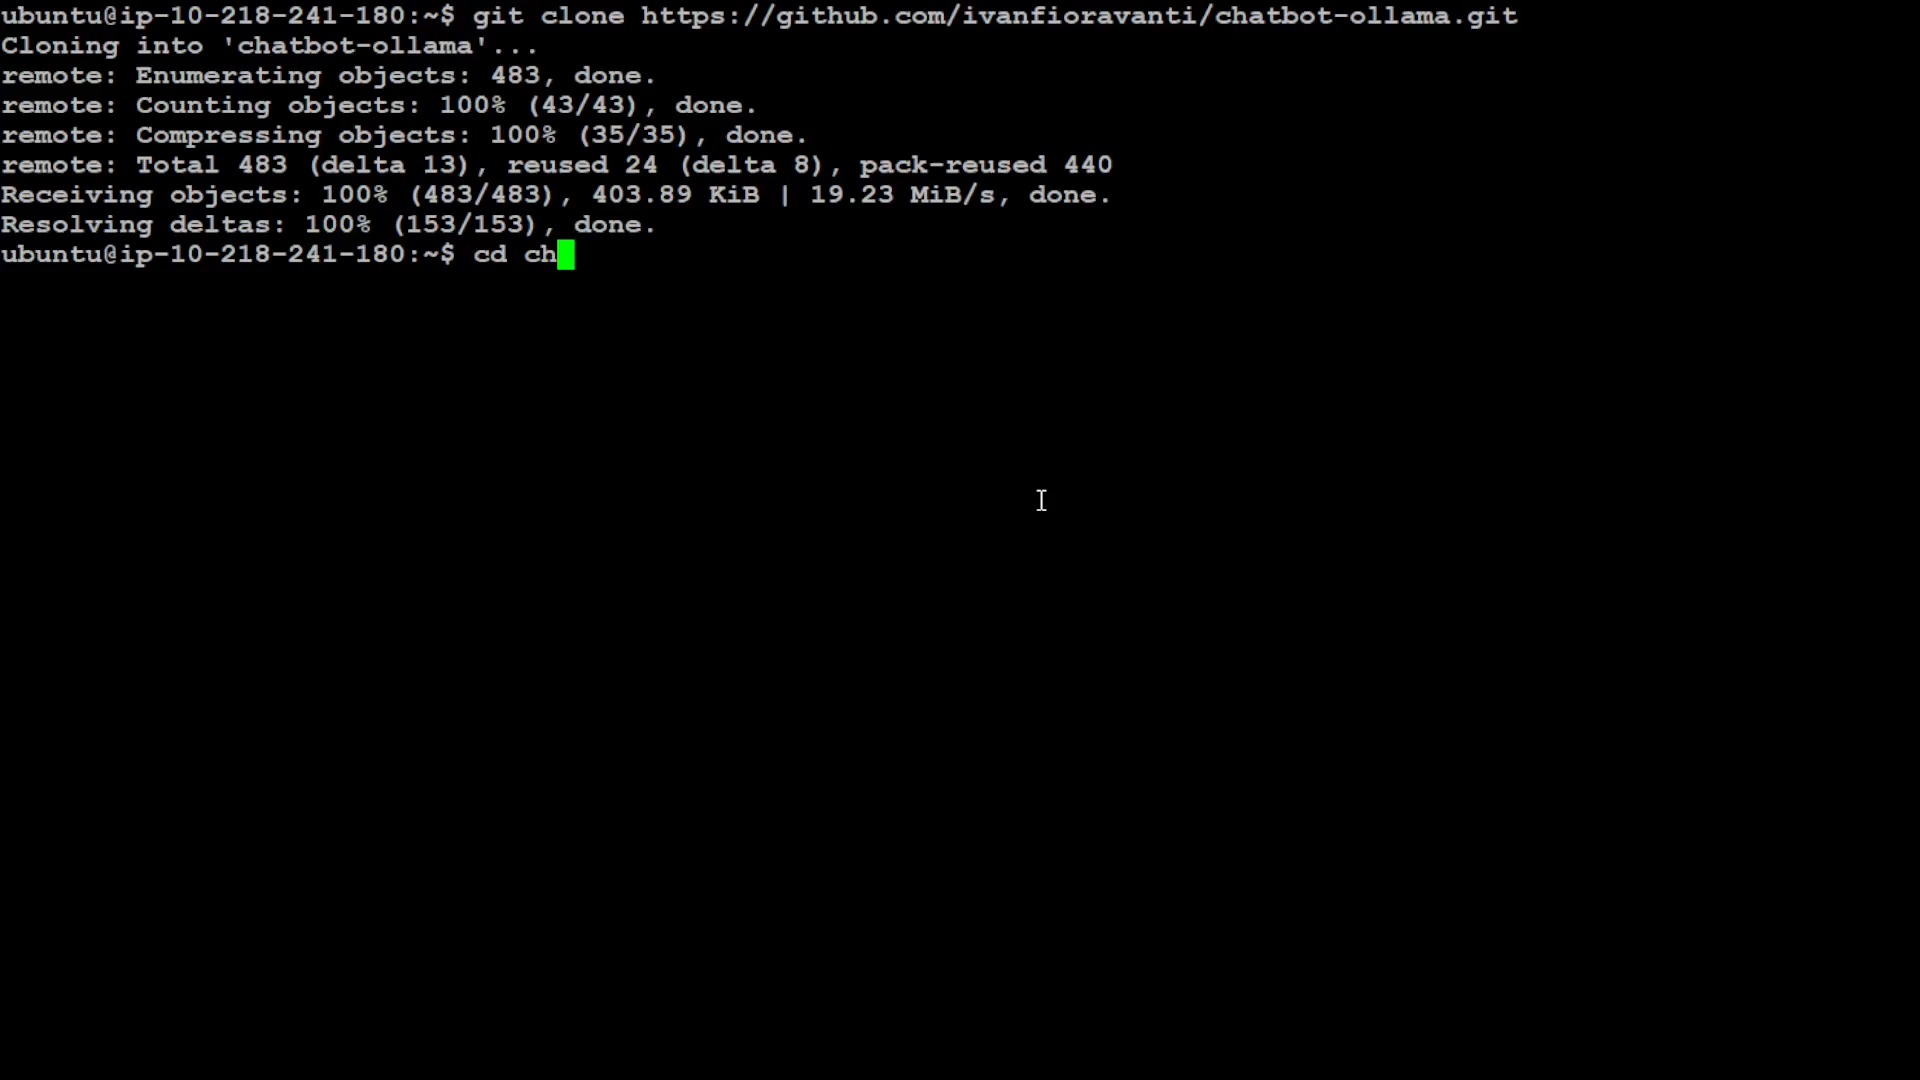 ubuntu@ip-10-218-241-180:~$ git clone https://github.com/ivanfioravanti/chatbot-ollama.git
Cloning into 'chatbot-ollama'...
remote: Enumerating objects: 483, done.
remote: Counting objects: 100% (43/43), done.
remote: Compressing objects: 100% (35/35), done.
remote: Total 483 (delta 13), reused 24 (delta 8), pack-reused 440
Receiving objects: 100% (483/483), 403.89 KiB | 19.23 MiB/s, done.
Resolving deltas: 100% (153/153), done.
ubuntu@ip-10-218-241-180:~$ cd ch